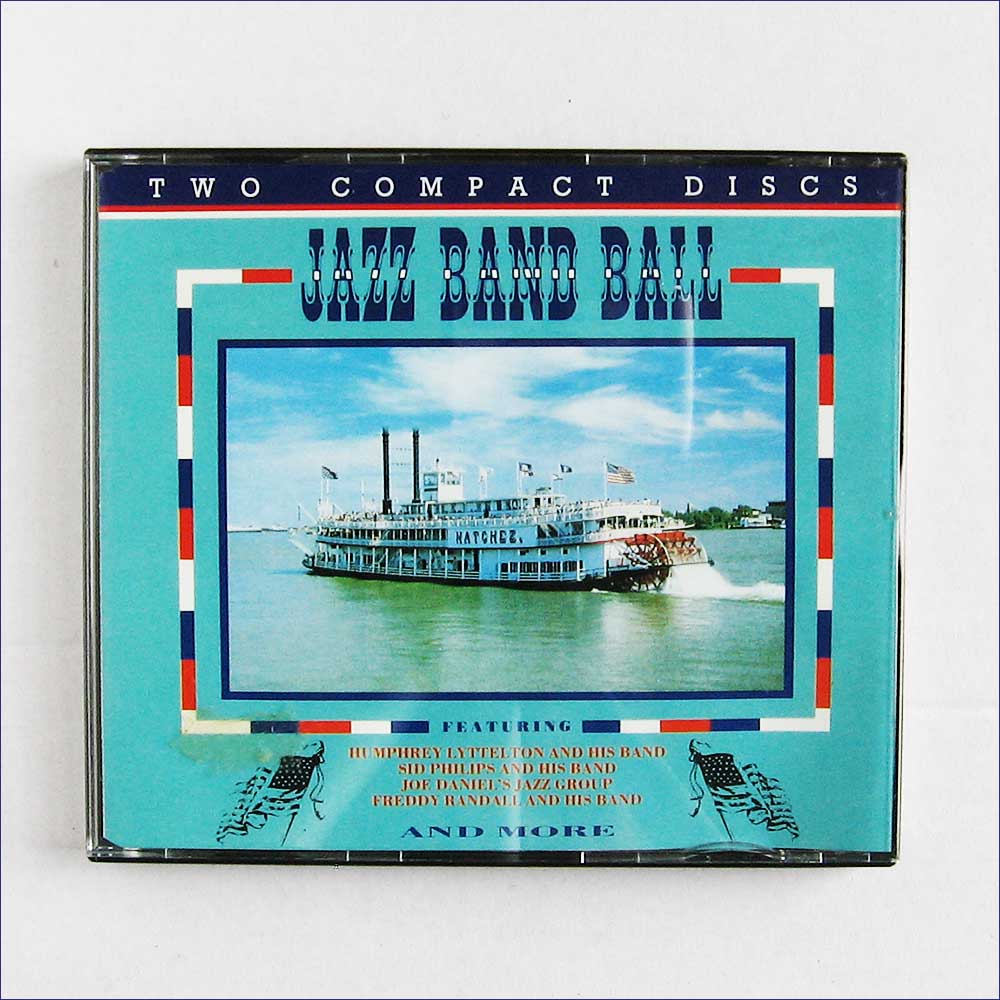 TWO COMPACT DISCS
JAZZ BAND BALL
NATCHEZ.
FEATURING
HUMPHREY LYTTELTON AND HIS BAND
SID PHILIPS AND HIS BAND
JOE DANIEL'S JAZZ GROUP
FREDDY RANDALL AND HIS BAND
AND MORE